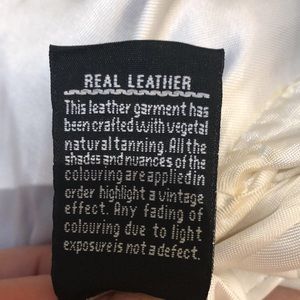 REAL LEATHER
This leather garment has
been crafted with vegetal
natural tanning. All the
shades and nuances of the
colouring are applied in
order highlight a vintage
effect. Any fading of
colouring due to light
exposure is not a defect.